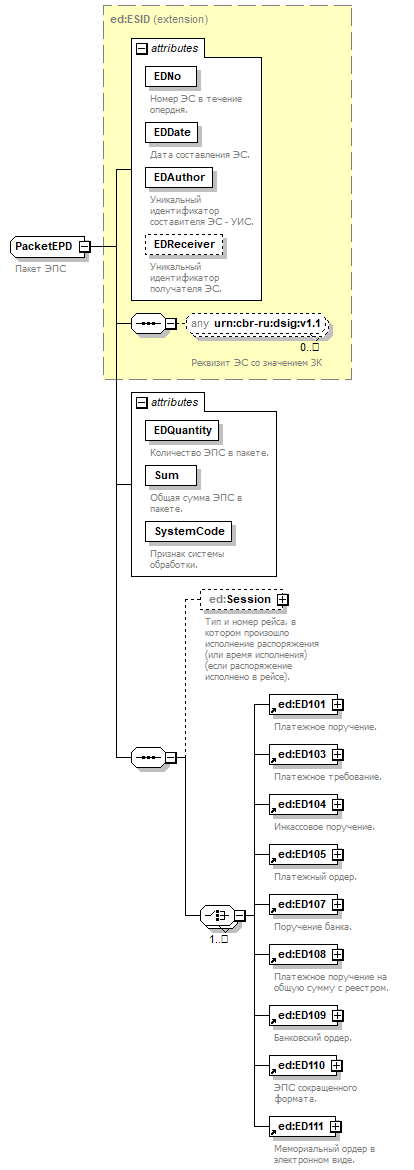 ed:ESID (extension)
attributes
EDNo
Номер ЭС в течение
опердня.
EDDate
Дата составления ЭС.
EDAuthor
Уникальный
идентификатор
составителя ЭС - УИС.
EDReceiver
Уникальный
идентификатор
получателя ЭС.
PacketEPD
Пакет ЭПС
any urn:cbr-ru:dsig:v1.1
0..
Реквизит ЭС со значением ЗК
attributes
EDQuantity
Количество ЭПС в пакете.
Sum
Общая сумма ЭПС в
пакете.
SystemCode
Признак системы
обработки.
ed:Session
Тип и номер рейса, в
котором произошло
исполнение распоряжения
(или время исполнения)
(если распоряжение
исполнено в рейсе).
ed:ED101
Платежное поручение.
ed:ED103
Платежное требование.
ed:ED104
Инкассовое поручение.
ed:ED105
Платежный ордер.
ed:ED107
Поручение банка.
1..
ed:ED108
Платежное поручение на
общую сумму с реестром.
ed:ED109
Банковский ордер.
ed:ED110
ЭПС сокращенного
формата.
ed:ED111
Мемориальный ордер в
электронном виде.